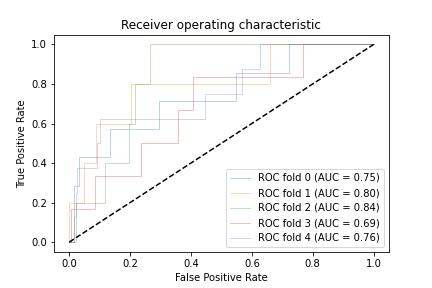 Receiver operating characteristic
True Positive Rate
1.0
0.8
0.6
0.4
0.2
0.0
ROC fold 0 (AUC = 0.75)
ROC fold 1 (AUC = 0.80)
ROC fold 2 (AUC = 0.84)
ROC fold 3 (AUC = 0.69)
ROC fold 4 (AUC = 0.76)
0.0 0.2 0.4 0.6 0.8 1.0
False Positive Rate